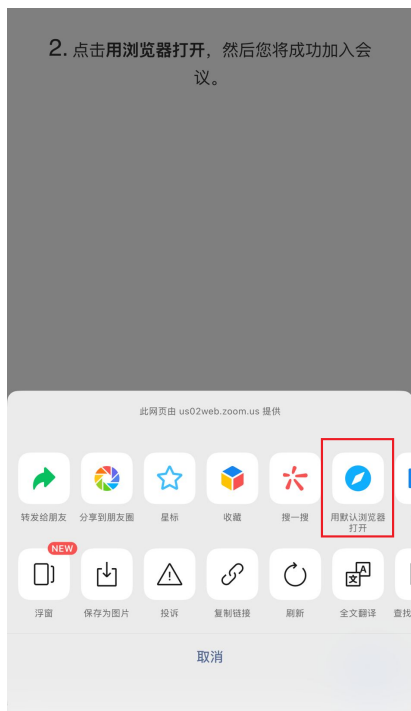 2. 点击用浏览器打开，然后您将成功加入会
议。
此网页由 us02web.zoom.us 提供
转发给朋友
分享到朋友圈
星标
收藏
搜一搜
用默认浏览器
打开
NEW
浮窗
保存为图片
投诉
复制链接
刷新
全文翻译
查找
取消